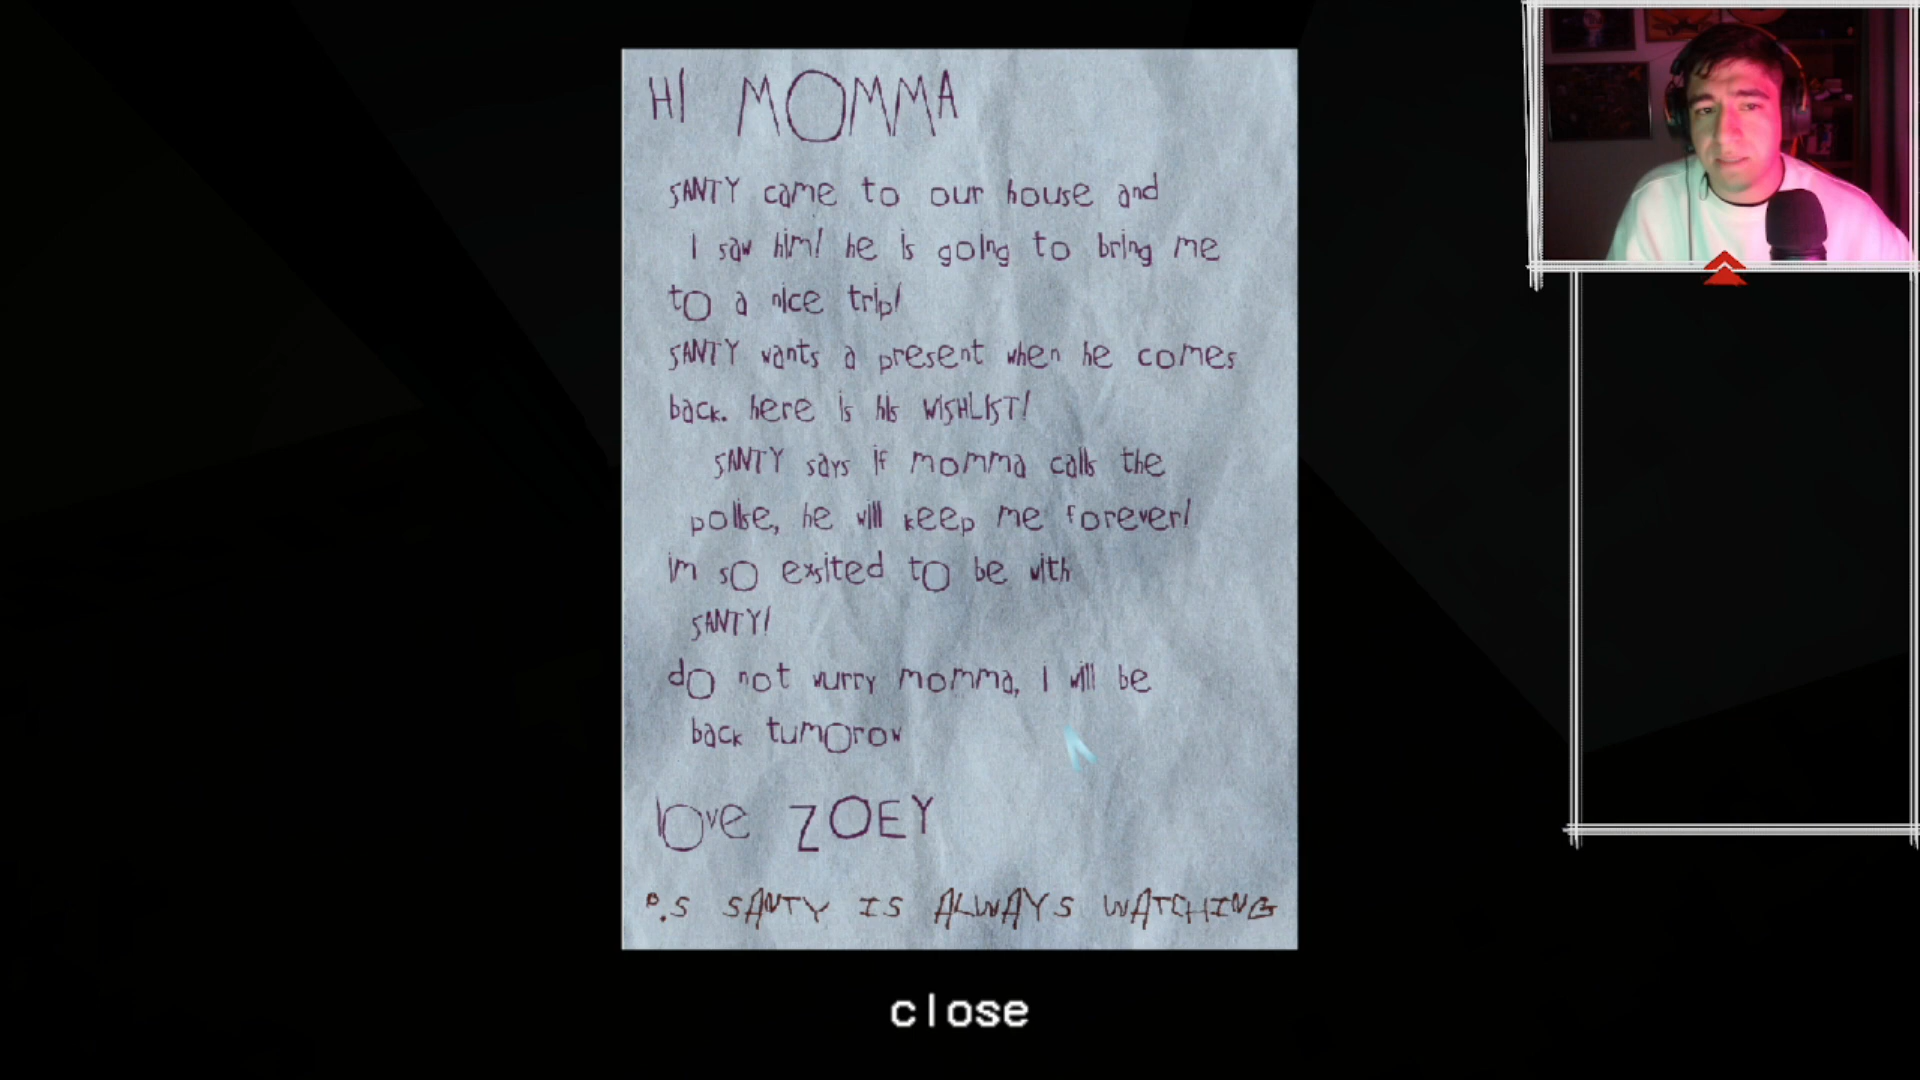 HI MOMMA
SANTY came to our house and
I saw him! he is going to bring me
to a nice trip!
SANTY wants a present when he comes
back. here is his WISHLIST!
SANTY says if momma calls the
polise, he will keep me forever!
im so exsited to be with
SANTY!
do not wurry momma, I will be
back tumorow
love ZOEY
P.S SANTY IS ALWAYS WATCHING
close